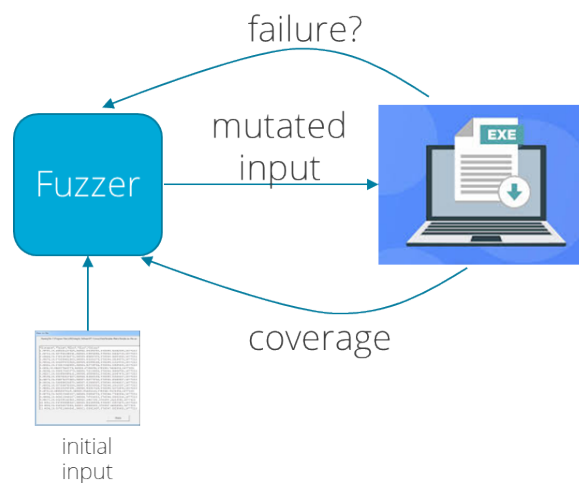 failure?
mutated
input
EXE
Fuzzer
coverage
initial
input